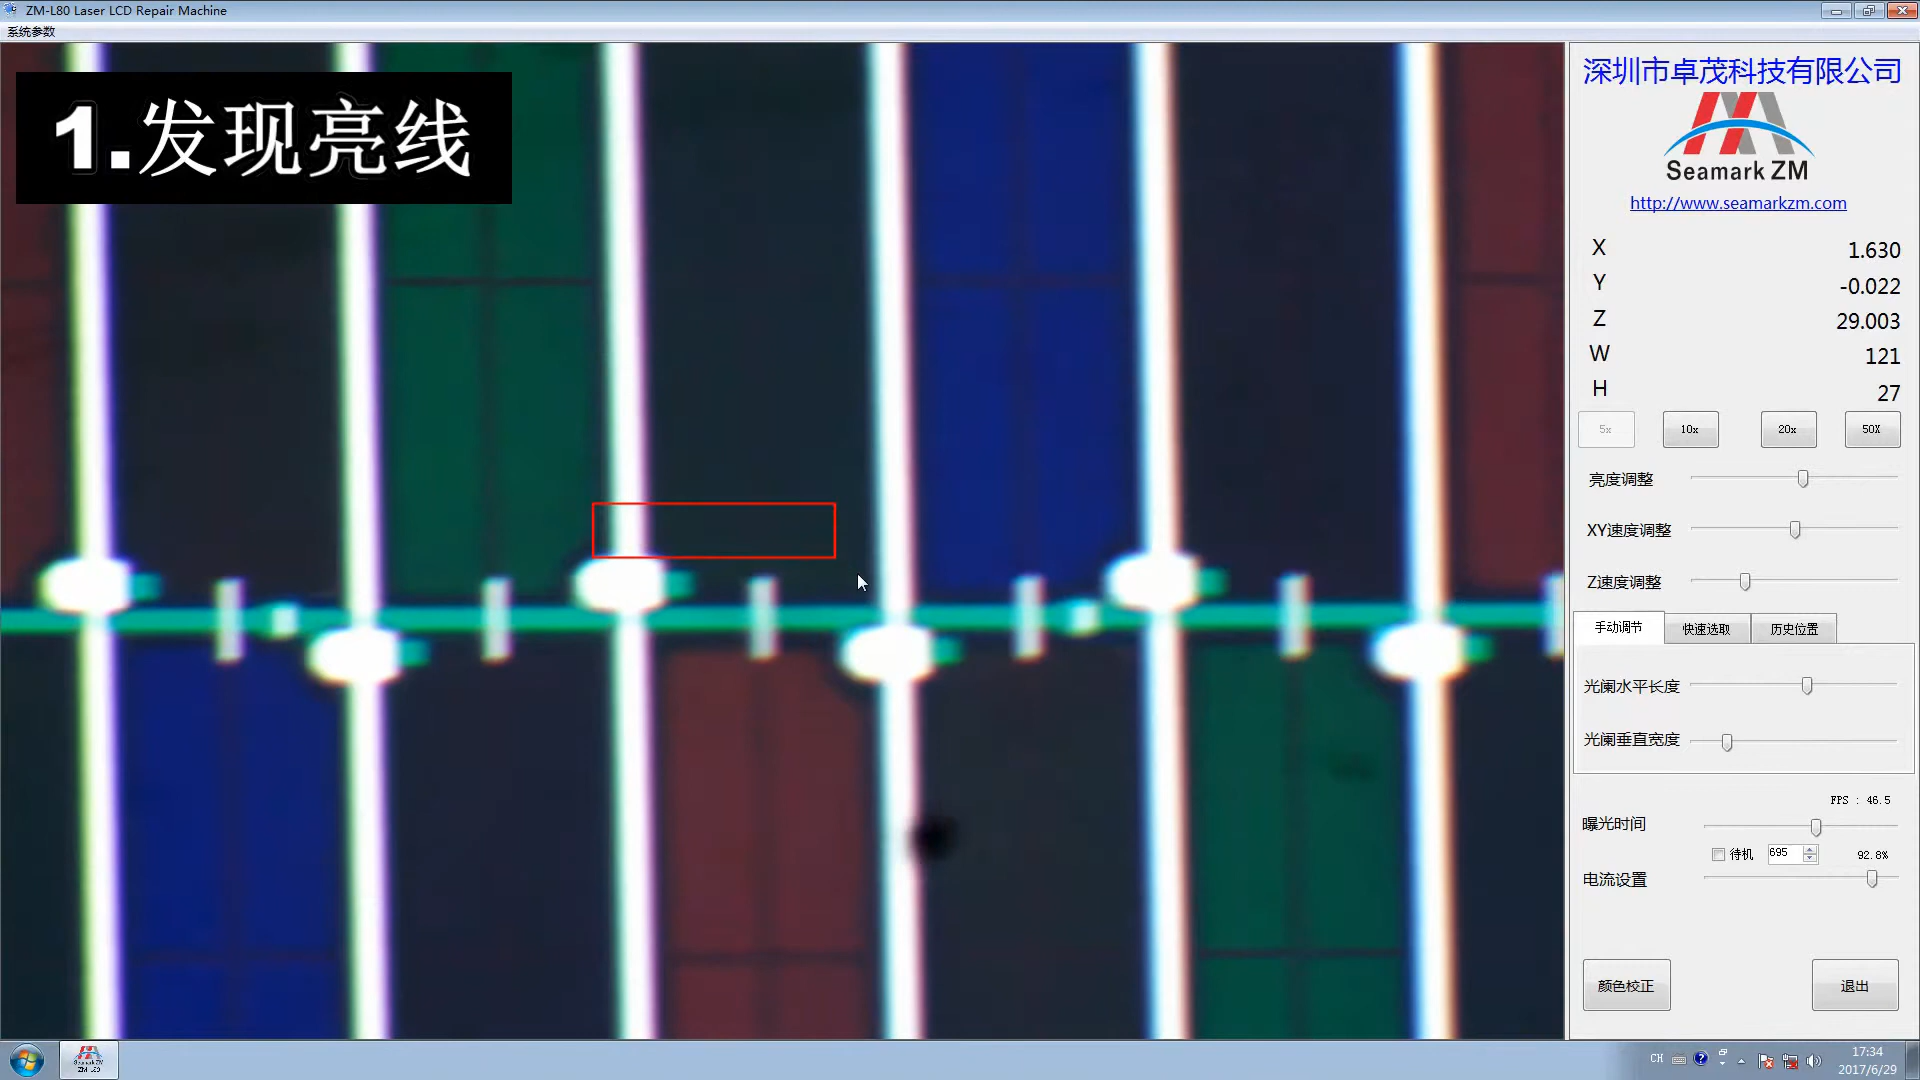 ZM-L80 Laser LCD Repair Machine
系统参数
1.发现亮线
深圳市卓茂科技有限公司
Seamark ZM
http://www.seamarkzm.com
X 1.630
Y -0.022
Z 29.003
W 121
H 27
5x 10x 20x 50X
亮度调整
XY速度调整
Z速度调整
手动调节 快速选取 历史位置
光阑水平长度
光阑垂直宽度
FPS : 46.5
曝光时间
待机 695 92.8%
电流设置
颜色校正 退出
Seamark ZM
CH 17:34
2017/6/29